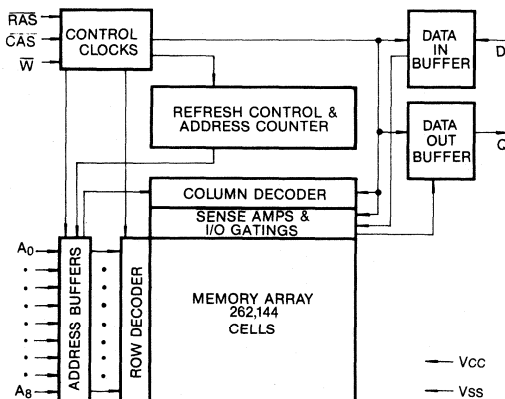 RAS
CAS
W
CONTROL
CLOCKS
DATA
IN
BUFFER
D
REFRESH CONTROL &
ADDRESS COUNTER
DATA
OUT
BUFFER
Q
COLUMN DECODER
SENSE AMPS &
I/O GATINGS
A0
A8
ADDRESS BUFFERS
ROW DECODER
MEMORY ARRAY
262,144
CELLS
VCC
VSS